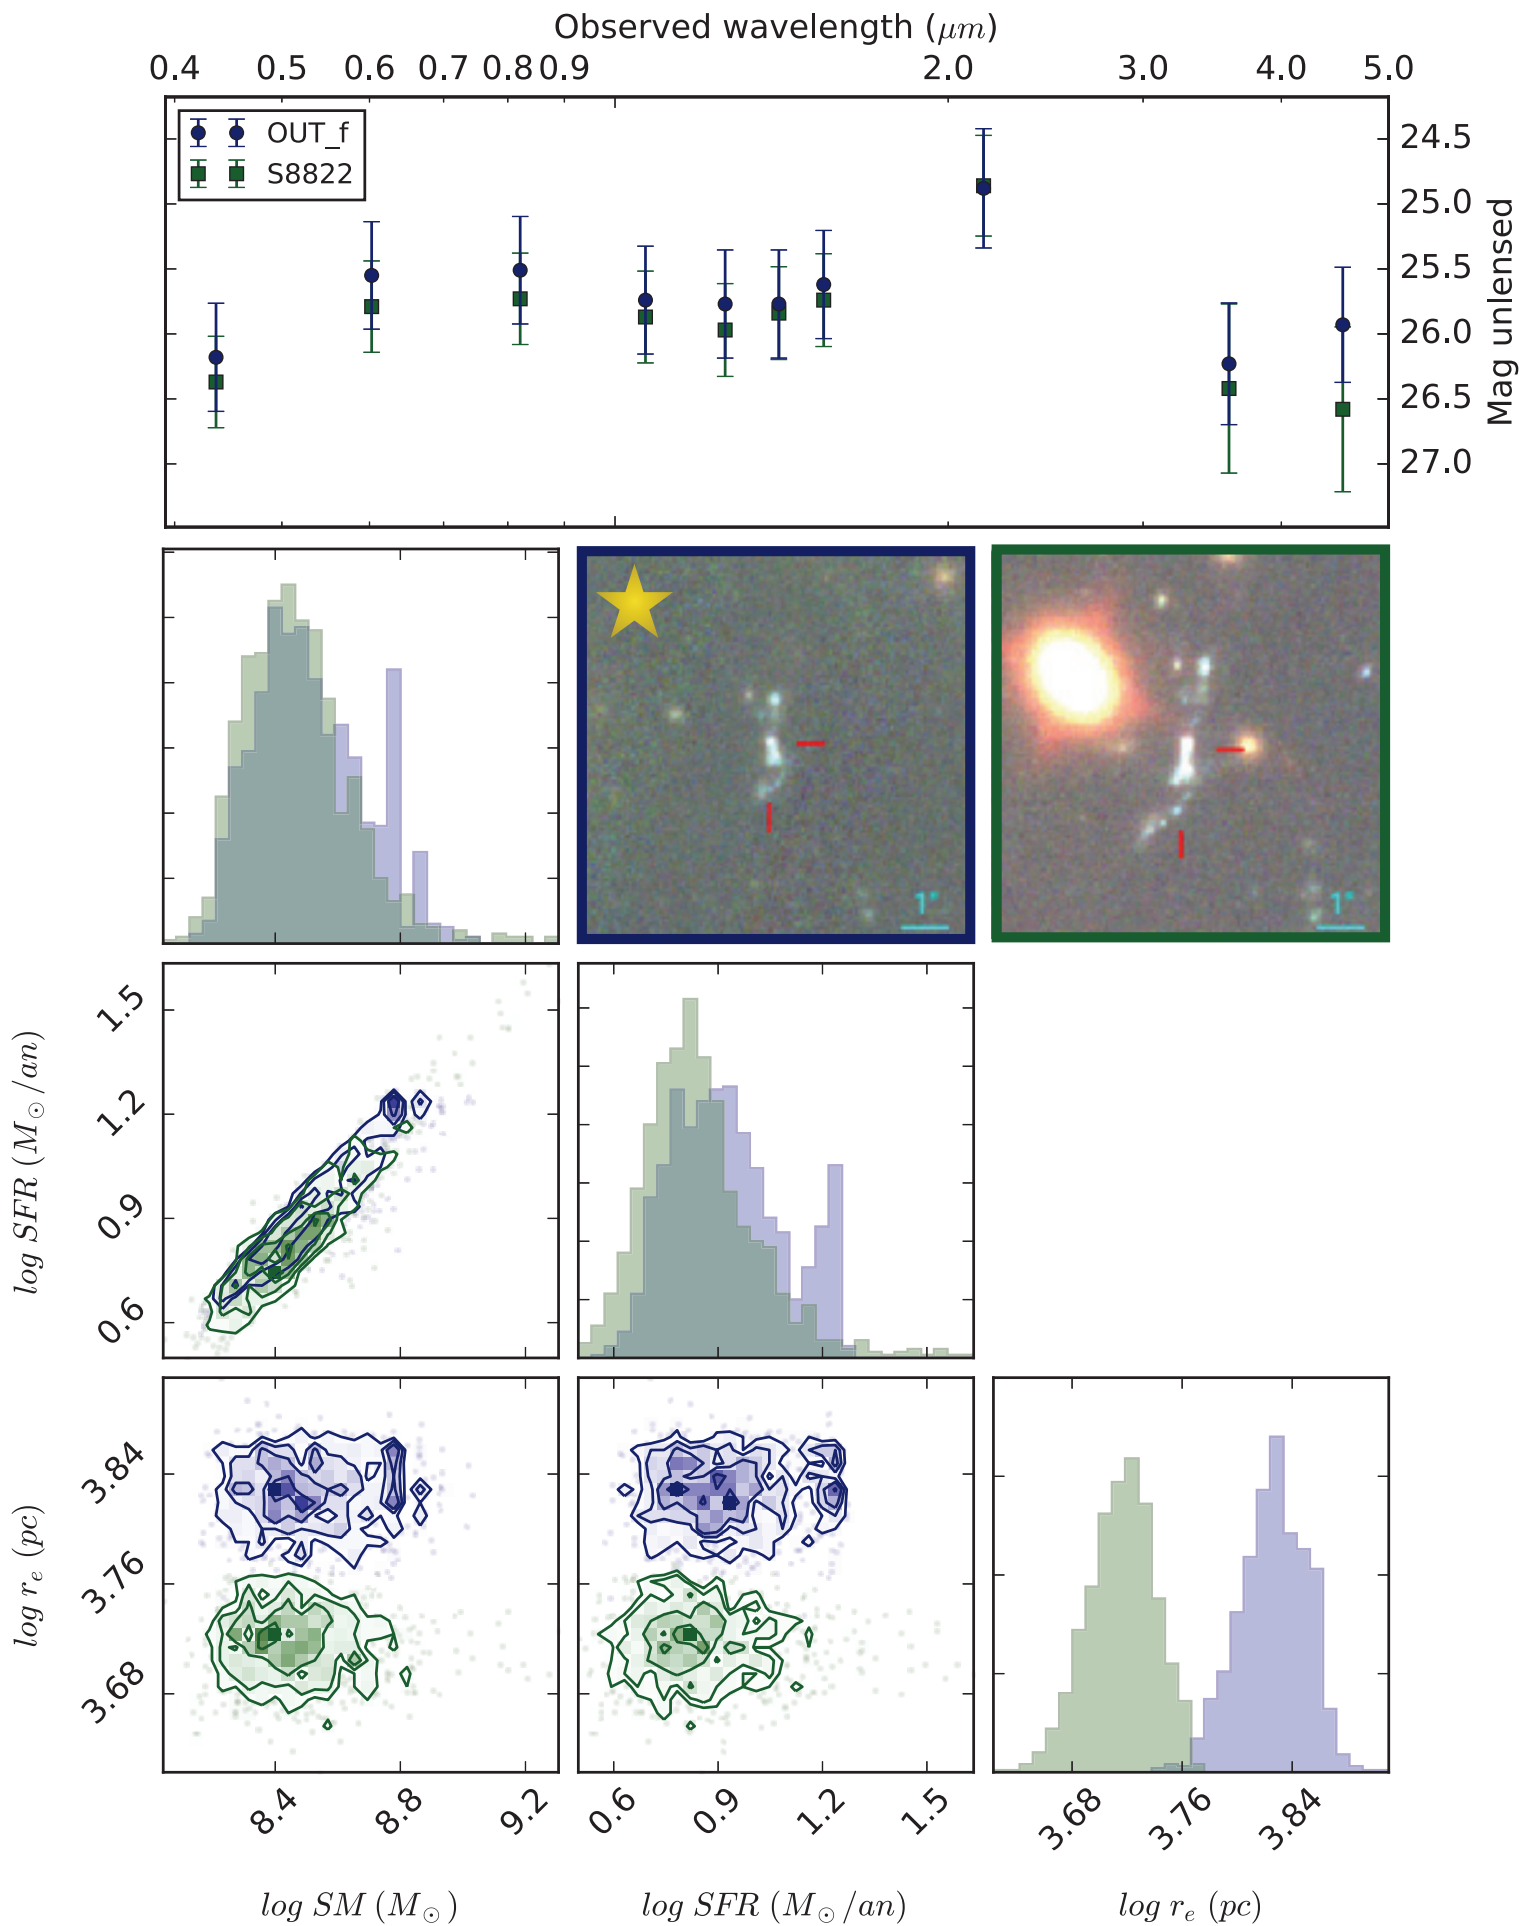 Observed wavelength (μm)
0.4 0.5 0.6 0.7 0.8 0.9 2.0 3.0 4.0 5.0
OUT_f
S8822
24.5
25.0
25.5
26.0
26.5
27.0
Mag unlensed
1"
1"
log SFR (M⊙/an)
1.5
1.2
0.9
0.6
log re (pc)
3.84
3.76
3.68
8.4 8.8 9.2 0.6 0.9 1.2 1.5 3.68 3.76 3.84
log SM (M⊙) log SFR (M⊙/an) log re (pc)